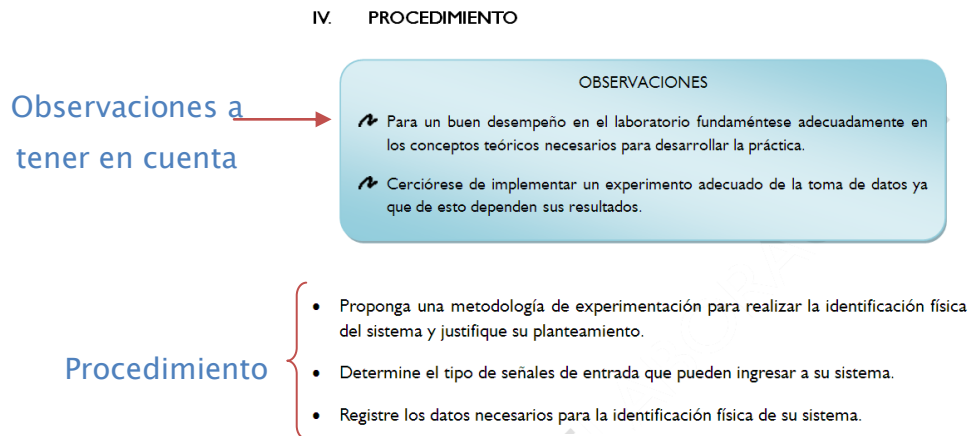 IV. PROCEDIMIENTO
Observaciones a
tener en cuenta
OBSERVACIONES
Para un buen desempeño en el laboratorio fundaméntese adecuadamente en
los conceptos teóricos necesarios para desarrollar la práctica.
Cerciórese de implementar un experimento adecuado de la toma de datos ya
que de esto dependen sus resultados.
Procedimiento
• Proponga una metodología de experimentación para realizar la identificación física
del sistema y justifique su planteamiento.
• Determine el tipo de señales de entrada que pueden ingresar a su sistema.
• Registre los datos necesarios para la identificación física de su sistema.